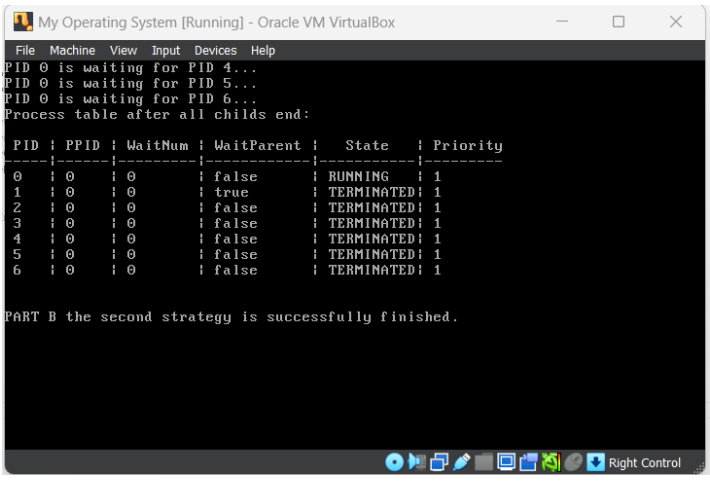 My Operating System [Running] - Oracle VM VirtualBox
File Machine View Input Devices Help
PID 0 is waiting for PID 4...
PID 0 is waiting for PID 5...
PID 0 is waiting for PID 6...
Process table after all childs end:
PID ¦ PPID ¦ WaitNum ¦ WaitParent ¦ State ¦ Priority
-----¦------¦---------¦------------¦-----------¦---------
0 ¦ 0 ¦ 0 ¦ false ¦ RUNNING ¦ 1
1 ¦ 0 ¦ 0 ¦ true ¦ TERMINATED¦ 1
2 ¦ 0 ¦ 0 ¦ false ¦ TERMINATED¦ 1
3 ¦ 0 ¦ 0 ¦ false ¦ TERMINATED¦ 1
4 ¦ 0 ¦ 0 ¦ false ¦ TERMINATED¦ 1
5 ¦ 0 ¦ 0 ¦ false ¦ TERMINATED¦ 1
6 ¦ 0 ¦ 0 ¦ false ¦ TERMINATED¦ 1
PART B the second strategy is successfully finished.
Right Control